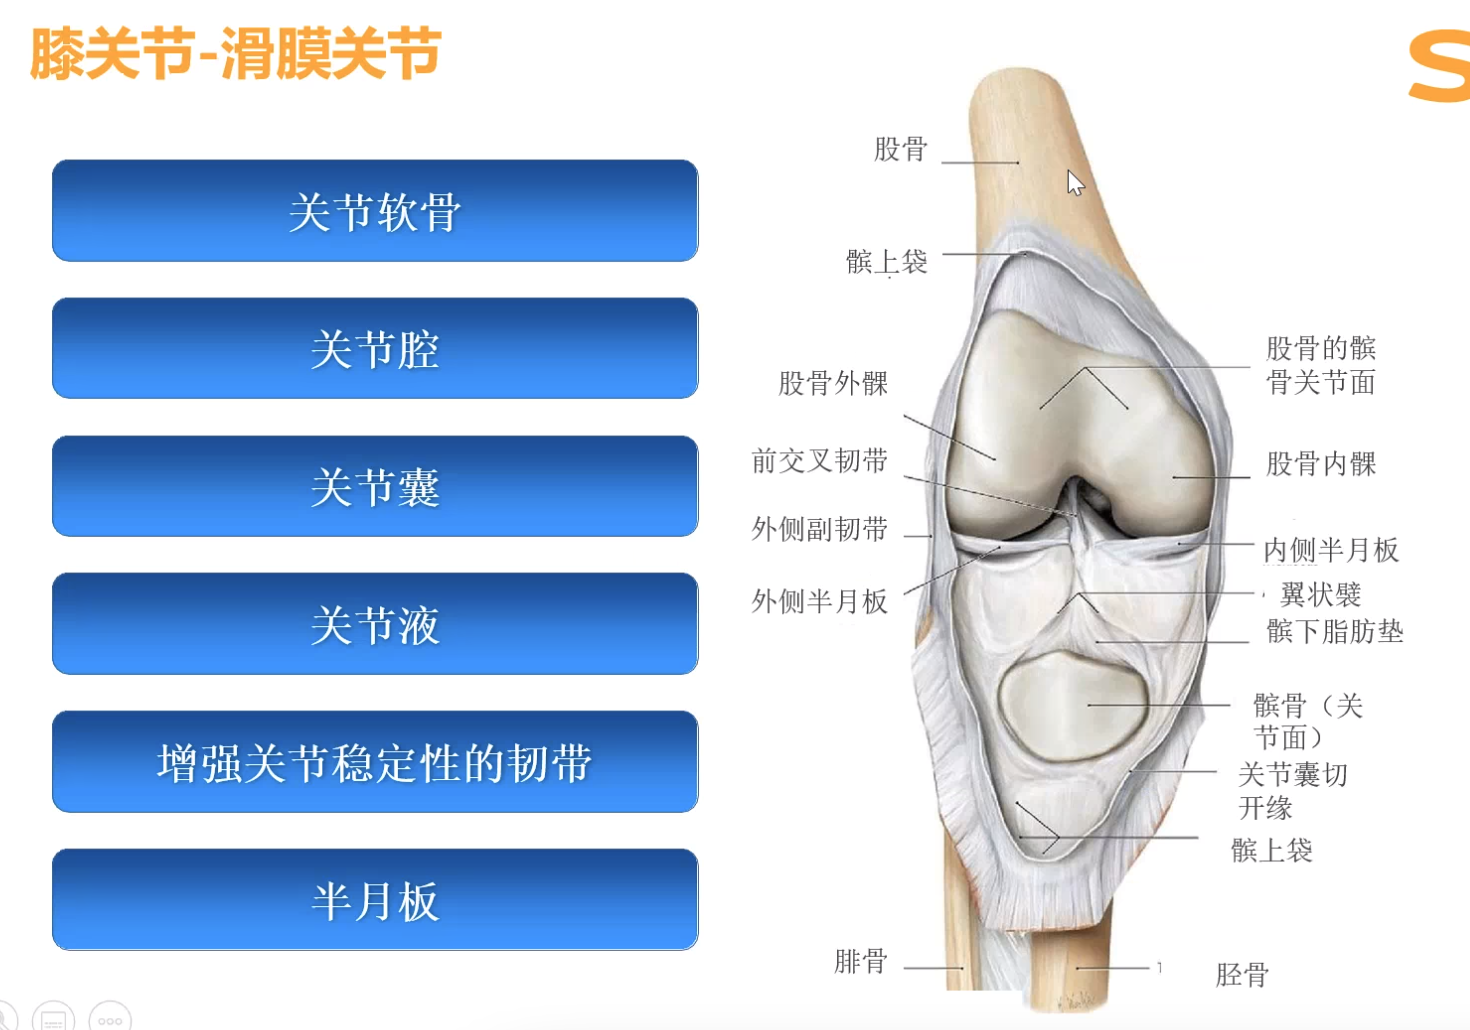 膝关节-滑膜关节
S
关节软骨
关节腔
关节囊
关节液
增强关节稳定性的韧带
半月板
股骨
髌上袋
股骨外髁
前交叉韧带
外侧副韧带
外侧半月板
腓骨
股骨的髌
骨关节面
股骨内髁
内侧半月板
翼状襞
髌下脂肪垫
髌骨（关
节面）
关节囊切
开缘
髌上袋
胫骨